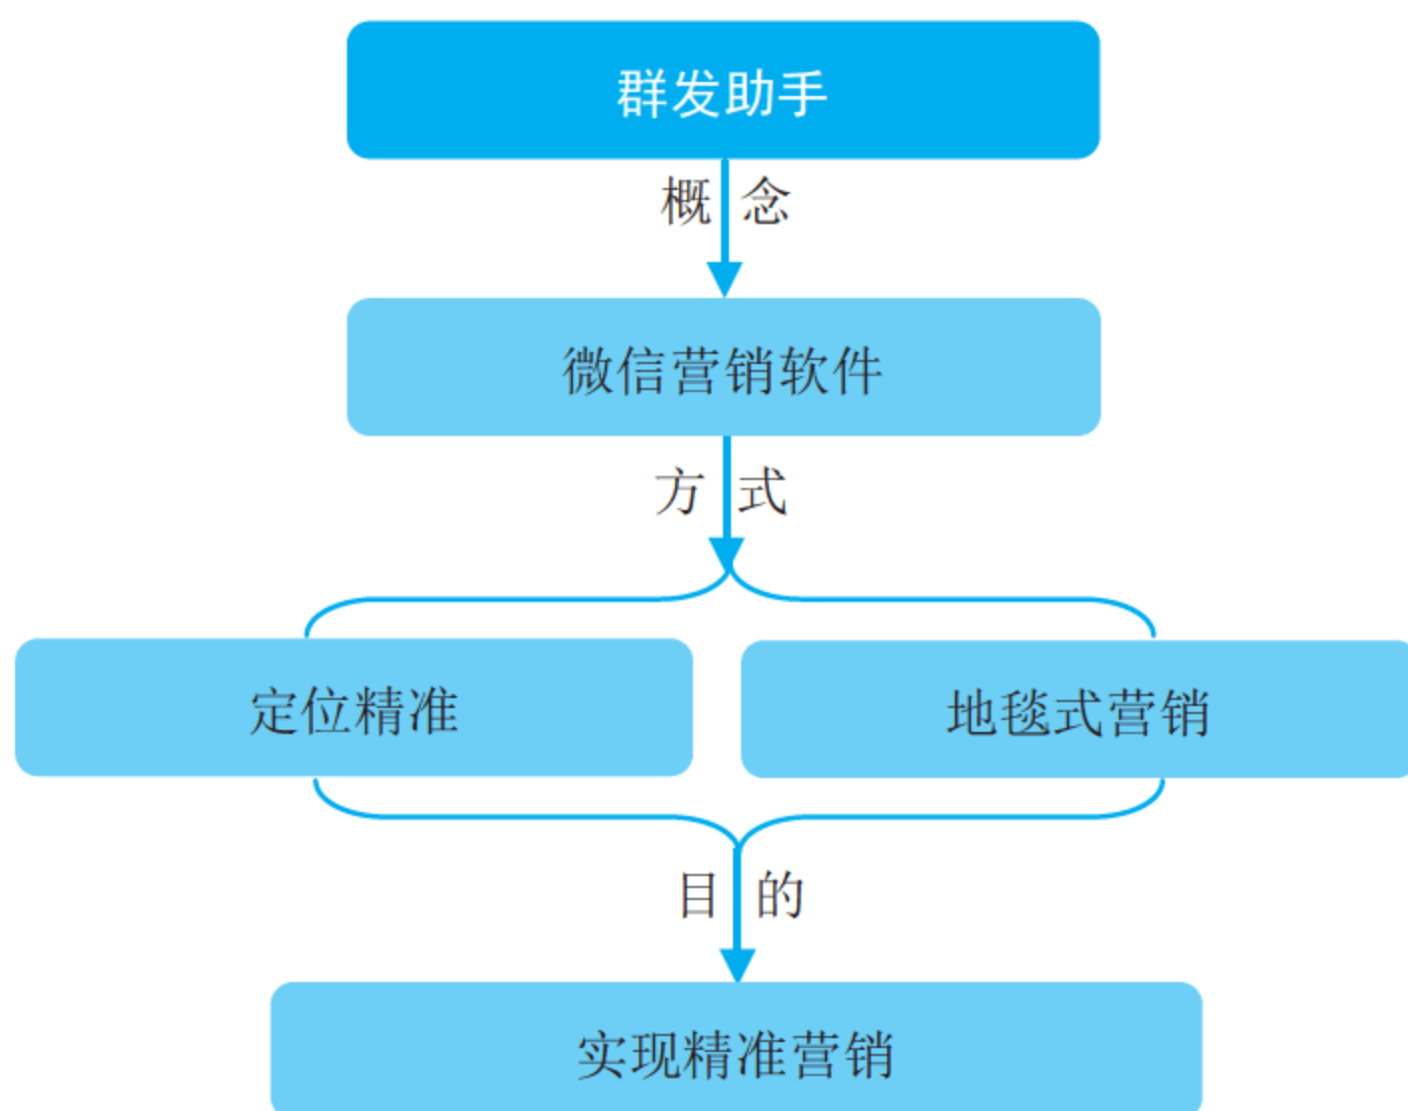 群发助手
概念
微信营销软件
方式
定位精准
地毯式营销
目的
实现精准营销